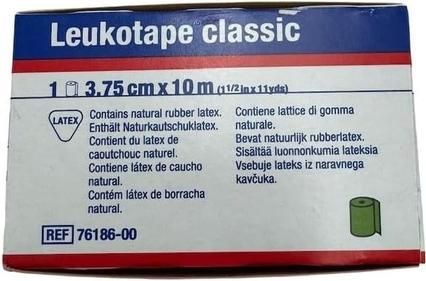 Leukotape classic
1 3,75 cm x 10 m (1 1/2 in x 11 yds)
LATEX
Contains natural rubber latex.
Enthält Naturkautschuklatex.
Contient du latex de
caoutchouc naturel.
Contiene látex de caucho
natural.
Contém látex de borracha
natural.
Contiene lattice di gomma
naturale.
Bevat natuurlijk rubberlatex.
Sisältää luonnonkumia lateksia
Vsebuje lateks iz naravnega
kavčuka.
REF 76186-00